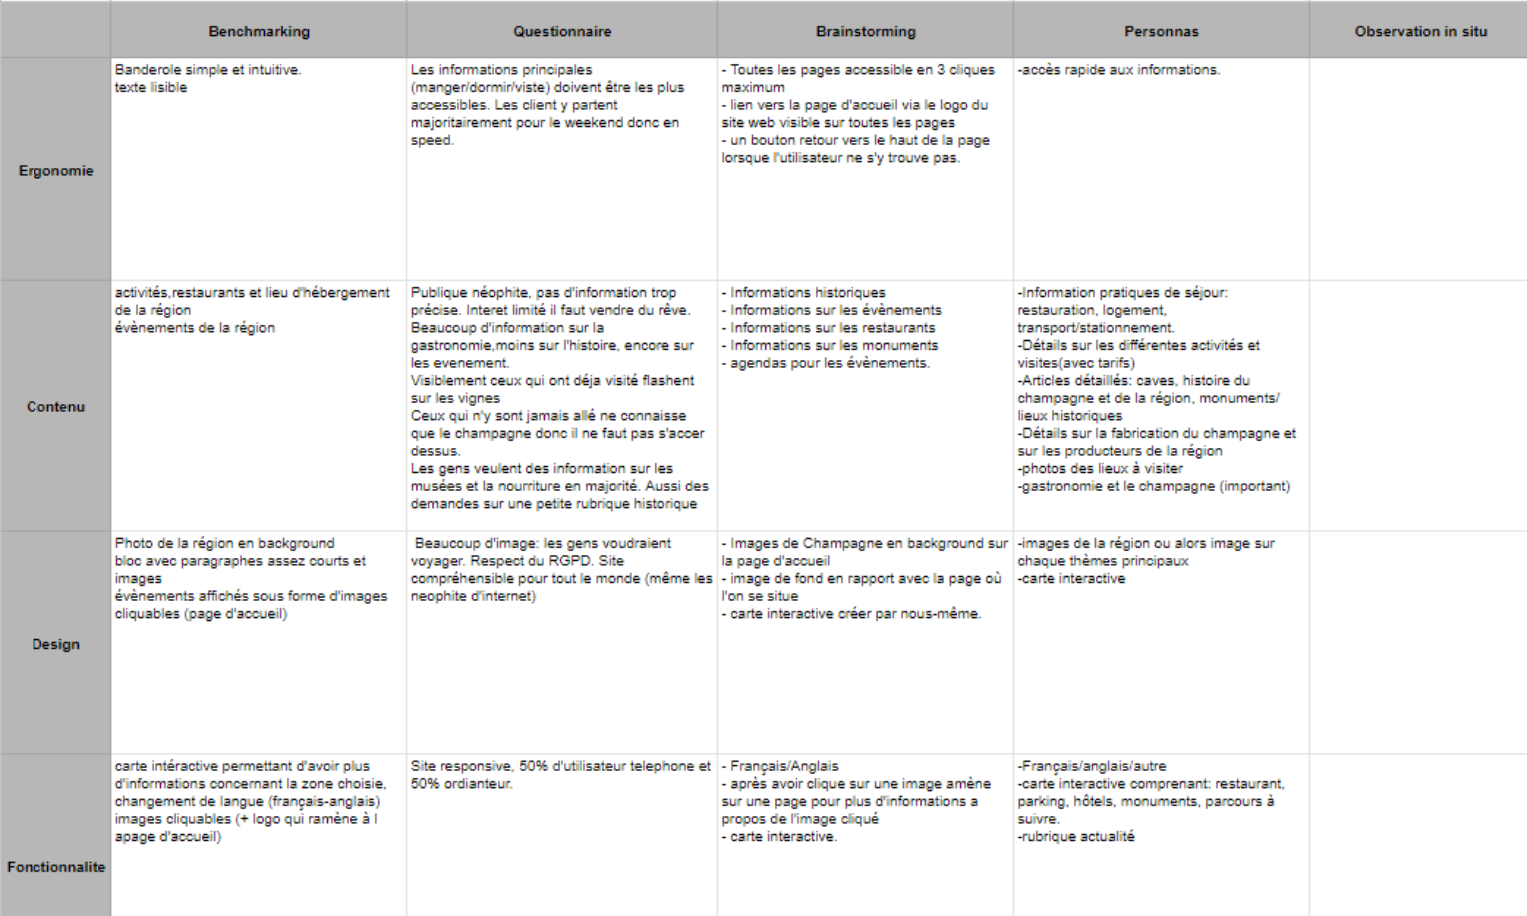 Benchmarking
Questionnaire
Brainstorming
Personnas
Observation in situ
Ergonomie
Banderole simple et intuitive.
texte lisible
Les informations principales
(manger/dormir/viste) doivent être les plus
accessibles. Les client y partent
majoritairement pour le weekend donc en
speed.
- Toutes les pages accessible en 3 cliques
maximum
- lien vers la page d'accueil via le logo du
site web visible sur toutes les pages
- un bouton retour vers le haut de la page
lorsque l'utilisateur ne s'y trouve pas.
-accès rapide aux informations.
Contenu
activités,restaurants et lieu d'hébergement
de la région
évènements de la région
Publique néophite, pas d'information trop
précise. Interet limité il faut vendre du rêve.
Beaucoup d'information sur la
gastronomie,moins sur l'histoire, encore sur
les evenement.
Visiblement ceux qui ont déja visité flashent
sur les vignes
Ceux qui n'y sont jamais allé ne connaisse
que le champagne donc il ne faut pas s'accer
dessus.
Les gens veulent des information sur les
musées et la nourriture en majorité. Aussi des
demandes sur une petite rubrique historique
- Informations historiques
- Informations sur les évènements
- Informations sur les restaurants
- Informations sur les monuments
- agendas pour les évènements.
-Information pratiques de séjour:
restauration, logement,
transport/stationnement.
-Détails sur les différentes activités et
visites(avec tarifs)
-Articles détaillés: caves, histoire du
champagne et de la région, monuments/
lieux historiques
-Détails sur la fabrication du champagne et
sur les producteurs de la région
-photos des lieux à visiter
-gastronomie et le champagne (important)
Design
Photo de la région en background
bloc avec paragraphes assez courts et
images
évènements affichés sous forme d'images
cliquables (page d'accueil)
Beaucoup d'image: les gens voudraient
voyager. Respect du RGPD. Site
compréhensible pour tout le monde (même les
neophite d'internet)
- Images de Champagne en background sur
la page d'accueil
- image de fond en rapport avec la page où
l'on se situe
- carte interactive créer par nous-même.
-images de la région ou alors image sur
chaque thèmes principaux
-carte interactive
Fonctionnalite
carte intéractive permettant d'avoir plus
d'informations concernant la zone choisie,
changement de langue (français-anglais)
images cliquables (+ logo qui ramène à l
apage d'accueil)
Site responsive, 50% d'utilisateur telephone et
50% ordianteur.
- Français/Anglais
- après avoir clique sur une image amène
sur une page pour plus d'informations a
propos de l'image cliqué
- carte interactive.
-Français/anglais/autre
-carte interactive comprenant: restaurant,
parking, hôtels, monuments, parcours à
suivre.
-rubrique actualité